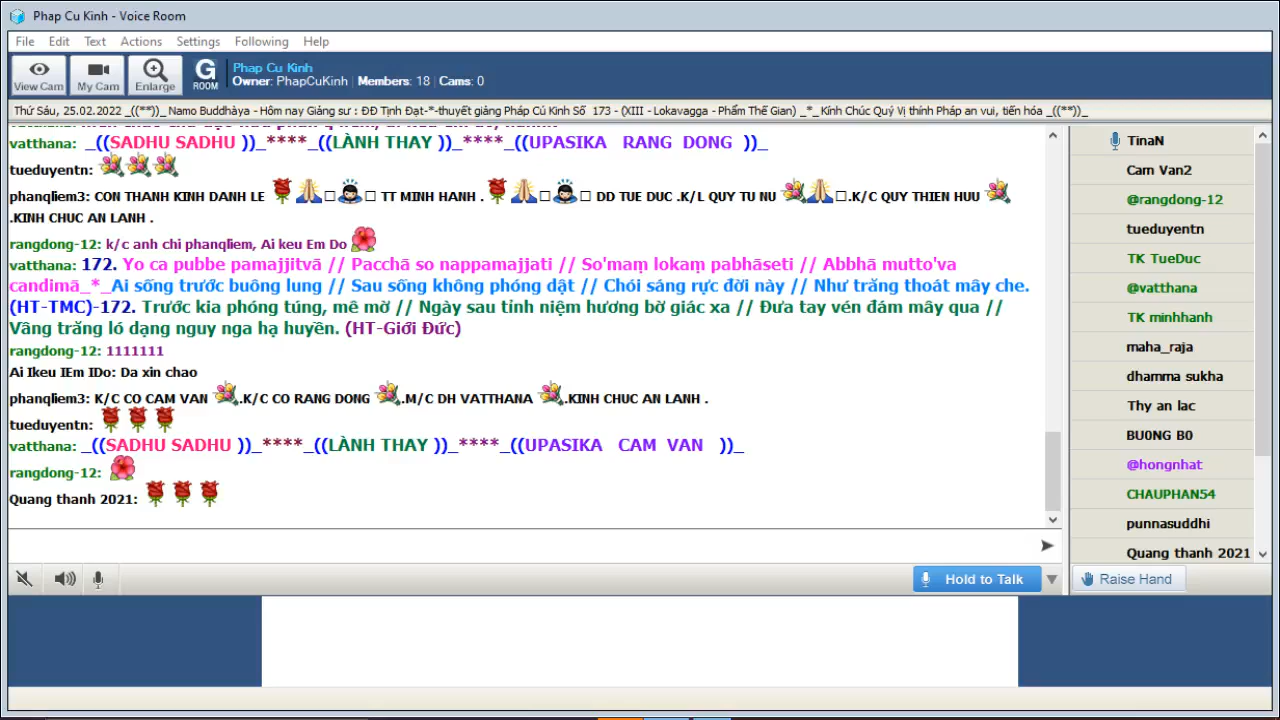 Phap Cu Kinh - Voice Room
File Edit Text Actions Settings Following Help
View Cam My Cam Enlarge G ROOM Phap Cu Kinh
Owner: PhapCuKinh Members: 18 Cams: 0
Thứ Sáu, 25.02.2022 _((**))_ Namo Buddhàya - Hôm nay Giảng sư : ĐĐ Tịnh Đạt-*-thuyết giảng Pháp Cú Kinh Số 173 - (XIII - Lokavagga - Phẩm Thế Gian) _*_ Kính Chúc Quý Vị thính Pháp an vui, tiến hóa _((**))_
vatthana: _((SADHU SADHU ))_****_((LÀNH THAY ))_****_((UPASIKA RANG DONG ))_
tueduyentn:
phanqliem3: CON THANH KINH DANH LE TT MINH HANH . DD TUE DUC .K/L QUY TU NU .K/C QUY THIEN HUU
.KINH CHUC AN LANH .
rangdong-12: k/c anh chi phanqliem, Ai keu Em Do
vatthana: 172. Yo ca pubbe pamajjitvā // Pacchā so nappamajjati // So'maṃ lokaṃ pabhāseti // Abbhā mutto'va
candimā_*_Ai sống trước buông lung // Sau sống không phóng dật // Chói sáng rực đời này // Như trăng thoát mây che.
(HT-TMC)-172. Trước kia phóng túng, mê mờ // Ngày sau tỉnh niệm hương bờ giác xa // Đưa tay vén đám mây qua //
Vầng trăng ló dạng nguy nga hạ huyền. (HT-Giới Đức)
rangdong-12: 1111111
Ai Ikeu IEm IDo: Da xin chao
phanqliem3: K/C CO CAM VAN .K/C CO RANG DONG .M/C DH VATTHANA .KINH CHUC AN LANH .
tueduyentn:
vatthana: _((SADHU SADHU ))_****_((LÀNH THAY ))_****_((UPASIKA CAM VAN ))_
rangdong-12:
Quang thanh 2021:
Hold to Talk
TinaN
Cam Van2
@rangdong-12
tueduyentn
TK TueDuc
@vatthana
TK minhhanh
maha_raja
dhamma sukha
Thy an lac
BU0NG B0
@hongnhat
CHAUPHAN54
punnasuddhi
Quang thanh 2021
Raise Hand